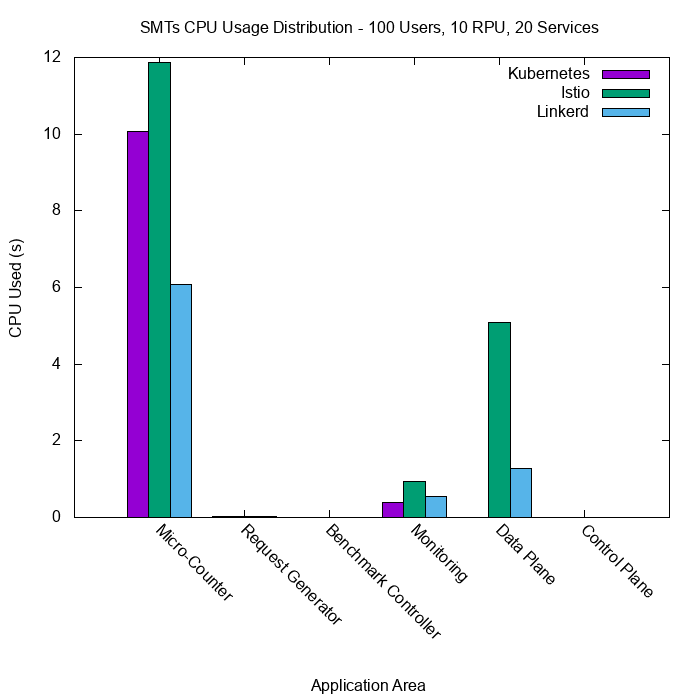 SMTs CPU Usage Distribution - 100 Users, 10 RPU, 20 Services
Kubernetes
Istio
Linkerd
CPU Used (s)
12
10
8
6
4
2
0
Micro-Counter
Request Generator
Benchmark Controller
Monitoring
Data Plane
Control Plane
Application Area